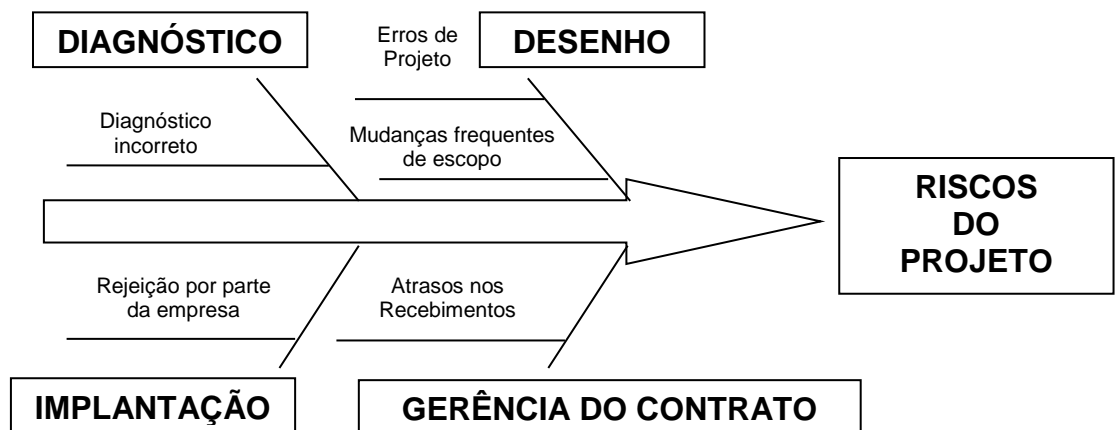 DIAGNÓSTICO
Erros de
Projeto
DESENHO
Diagnóstico
incorreto
Mudanças frequentes
de escopo
RISCOS
DO
PROJETO
Rejeição por parte
da empresa
Atrasos nos
Recebimentos
IMPLANTAÇÃO
GERÊNCIA DO CONTRATO